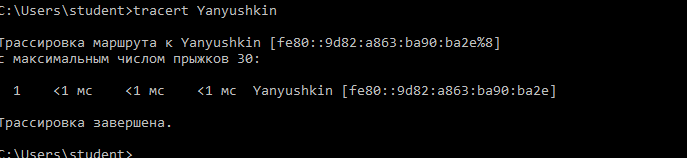 C:\Users\student>tracert Yanyushkin
Трассировка маршрута к Yanyushkin [fe80::9d82:a863:ba90:ba2e%8]
с максимальным числом прыжков 30:
1 <1 мс <1 мс <1 мс Yanyushkin [fe80::9d82:a863:ba90:ba2e]
Трассировка завершена.
C:\Users\student>